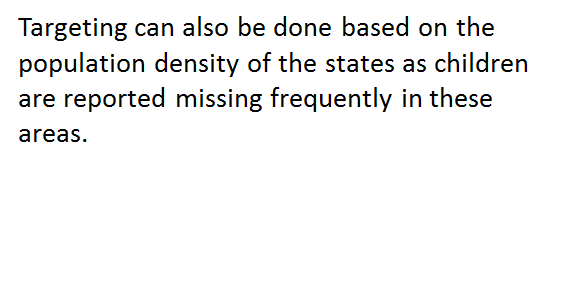 Targeting can also be done based on the
population density of the states as children
are reported missing frequently in these
areas.